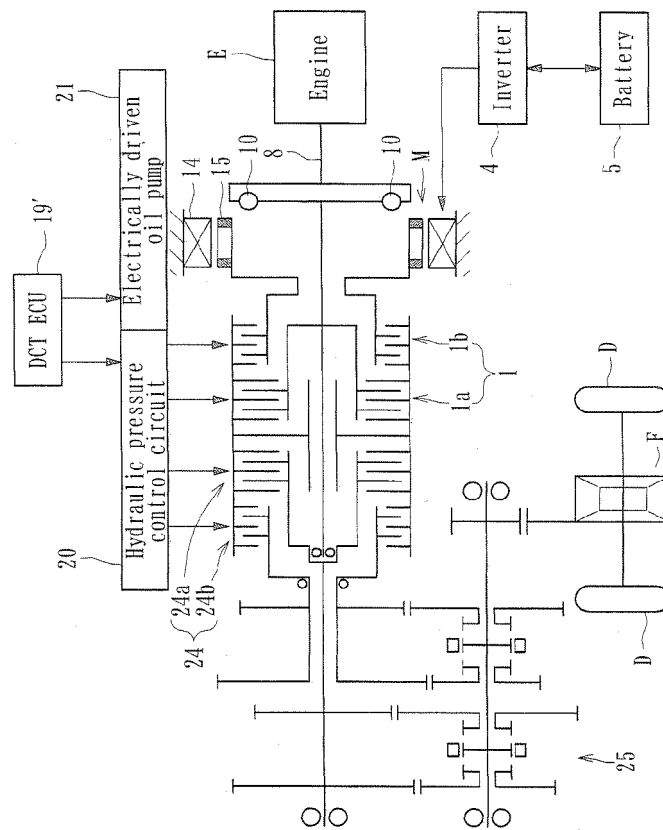 19'
DCT ECU
20
Hydraulic pressure
control circuit
Electrically driven
oil pump
21
24a
24b
24
14
15
10
8
10
M
E
Engine
4
Inverter
Battery
5
1b
1a
1
D
F
D
25